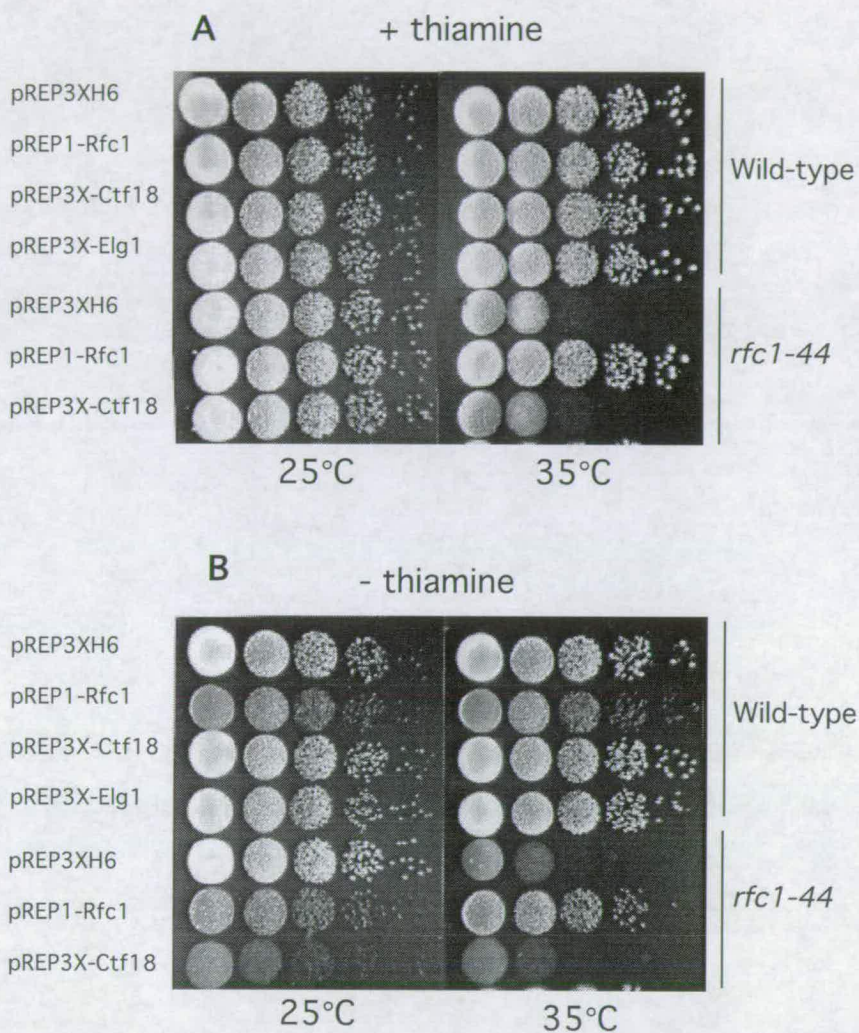 A + thiamine
pREP3XH6
pREP1-Rfc1
pREP3X-Ctf18
pREP3X-Elg1
Wild-type
pREP3XH6
pREP1-Rfc1
pREP3X-Ctf18
rfc1-44
25°C 35°C
B - thiamine
pREP3XH6
pREP1-Rfc1
pREP3X-Ctf18
pREP3X-Elg1
Wild-type
pREP3XH6
pREP1-Rfc1
pREP3X-Ctf18
rfc1-44
25°C 35°C